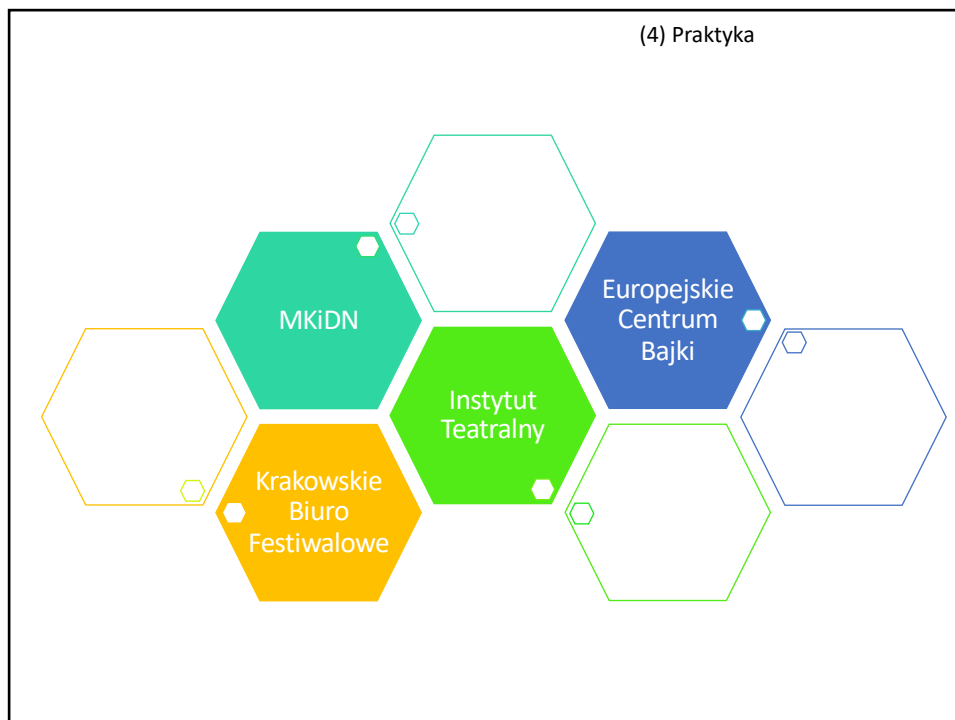 (4) Praktyka
MKiDN
Europejskie
Centrum
Bajki
Instytut
Teatralny
Krakowskie
Biuro
Festiwalowe